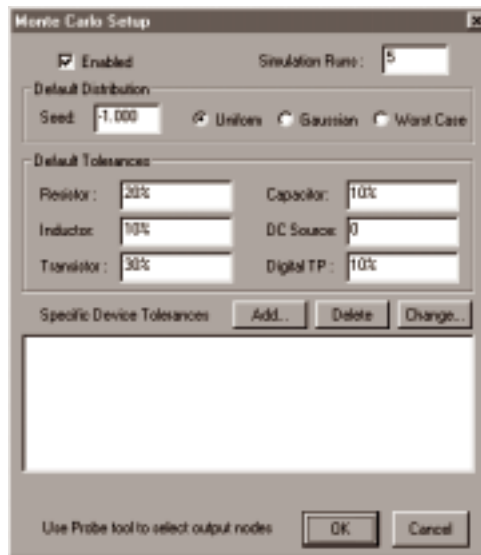 Monte Carlo Setup
Enabled
Simulation Runs: 5
Default Distribution
Seed: -1.000 Uniform Gaussian Worst Case
Default Tolerances
Resistor: 20% Capacitor: 10%
Inductor: 10% DC Source: 0
Transistor: 30% Digital TP: 10%
Specific Device Tolerances Add... Delete Change...
Use Probe tool to select output nodes OK Cancel